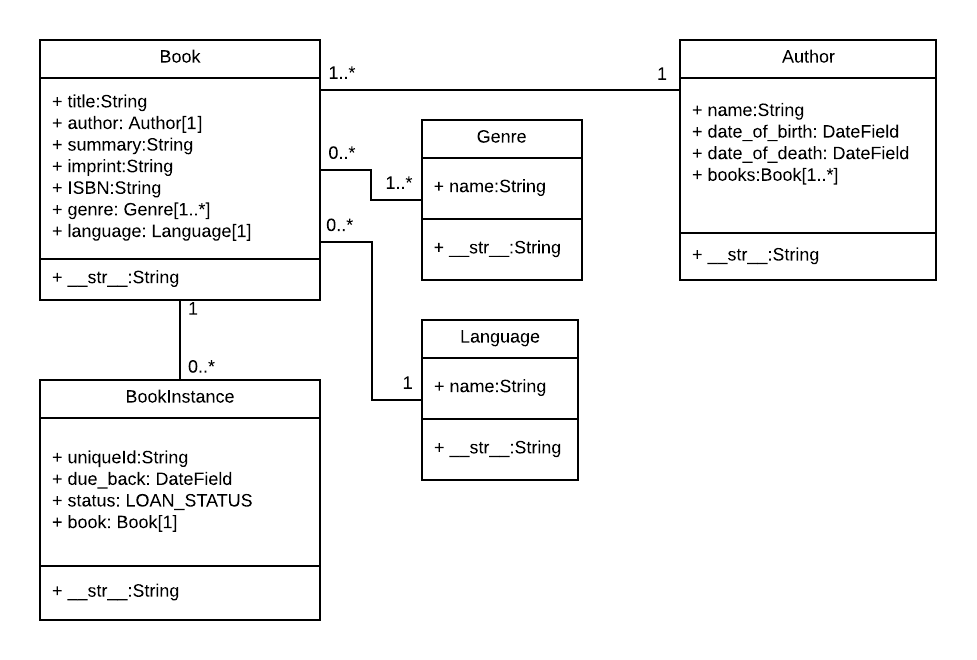 Book
+ title:String
+ author: Author[1]
+ summary:String
+ imprint:String
+ ISBN:String
+ genre: Genre[1..*]
+ language: Language[1]
+ __str__:String
1..*
1
Author
+ name:String
+ date_of_birth: DateField
+ date_of_death: DateField
+ books:Book[1..*]
+ __str__:String
0..*
1..*
Genre
+ name:String
+ __str__:String
0..*
1
Language
+ name:String
+ __str__:String
1
0..*
BookInstance
+ uniqueId:String
+ due_back: DateField
+ status: LOAN_STATUS
+ book: Book[1]
+ __str__:String